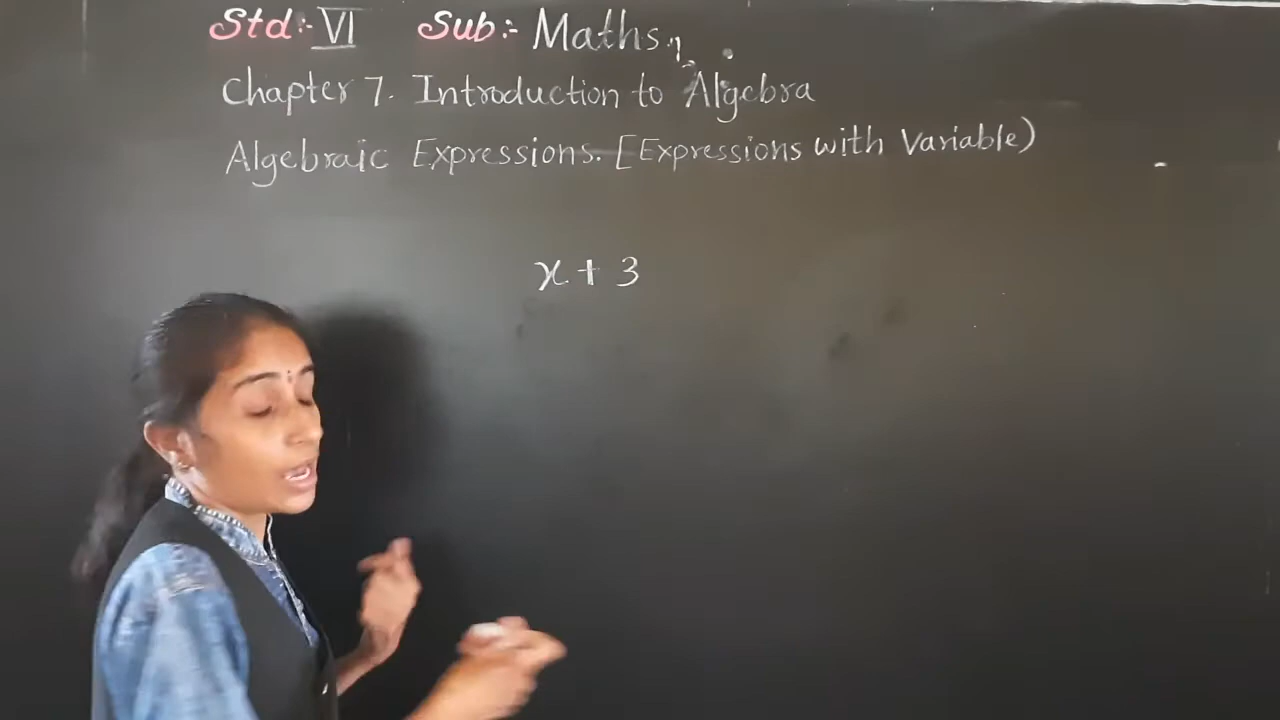 Std:- VI Sub:- Maths.
Chapter 7. Introduction to Algebra
Algebraic Expressions. [Expressions with Variable)
x + 3